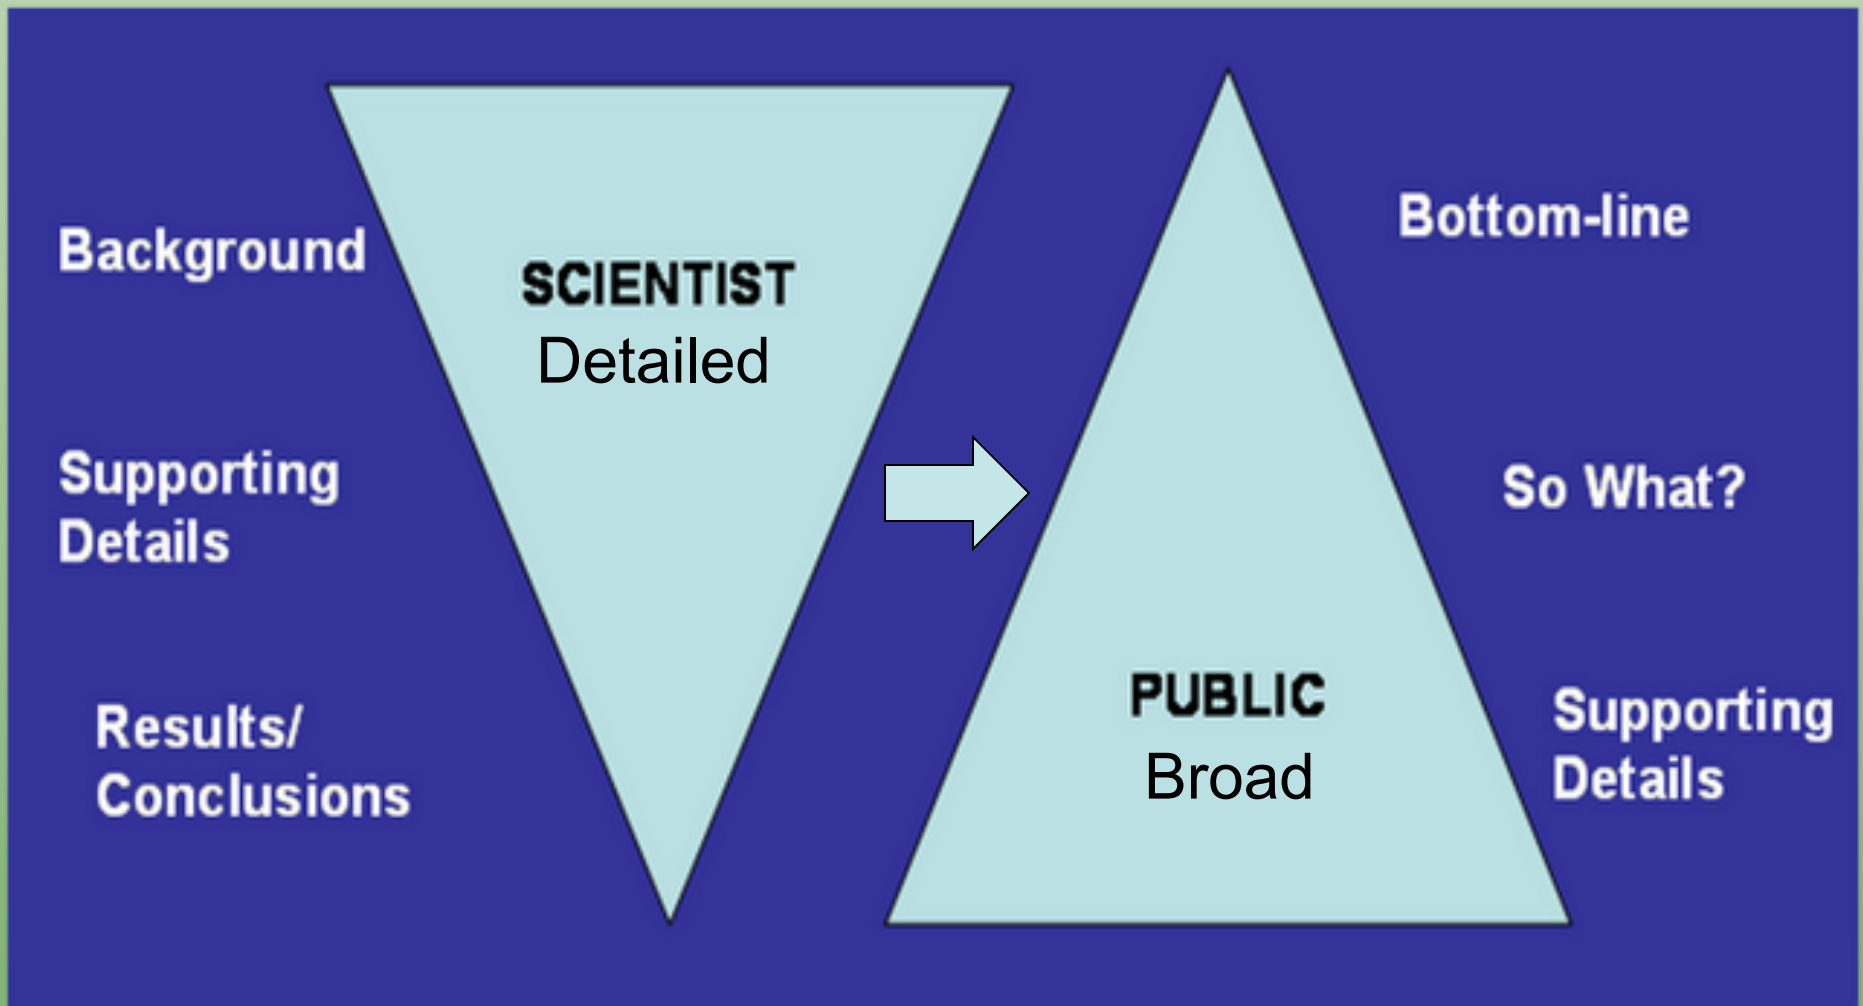 Background
SCIENTIST
Detailed
Supporting
Details
Results/
Conclusions
Bottom-line
So What?
PUBLIC
Broad
Supporting
Details